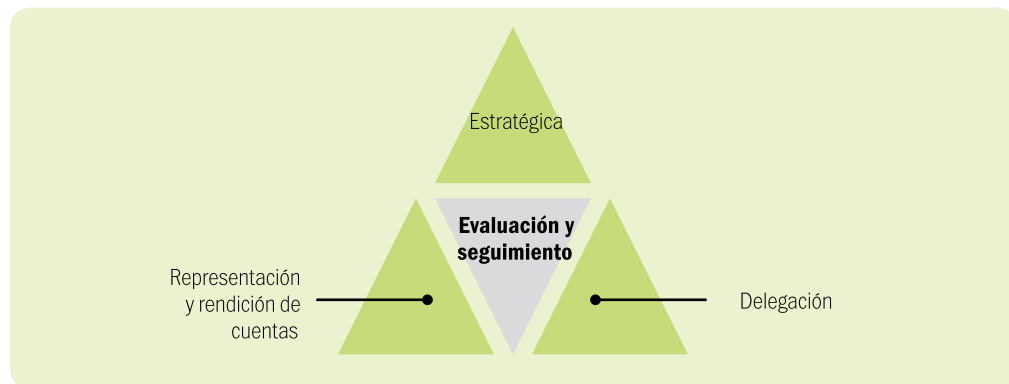 Estratégica
Evaluación y
seguimiento
Representación
y rendición de
cuentas
Delegación